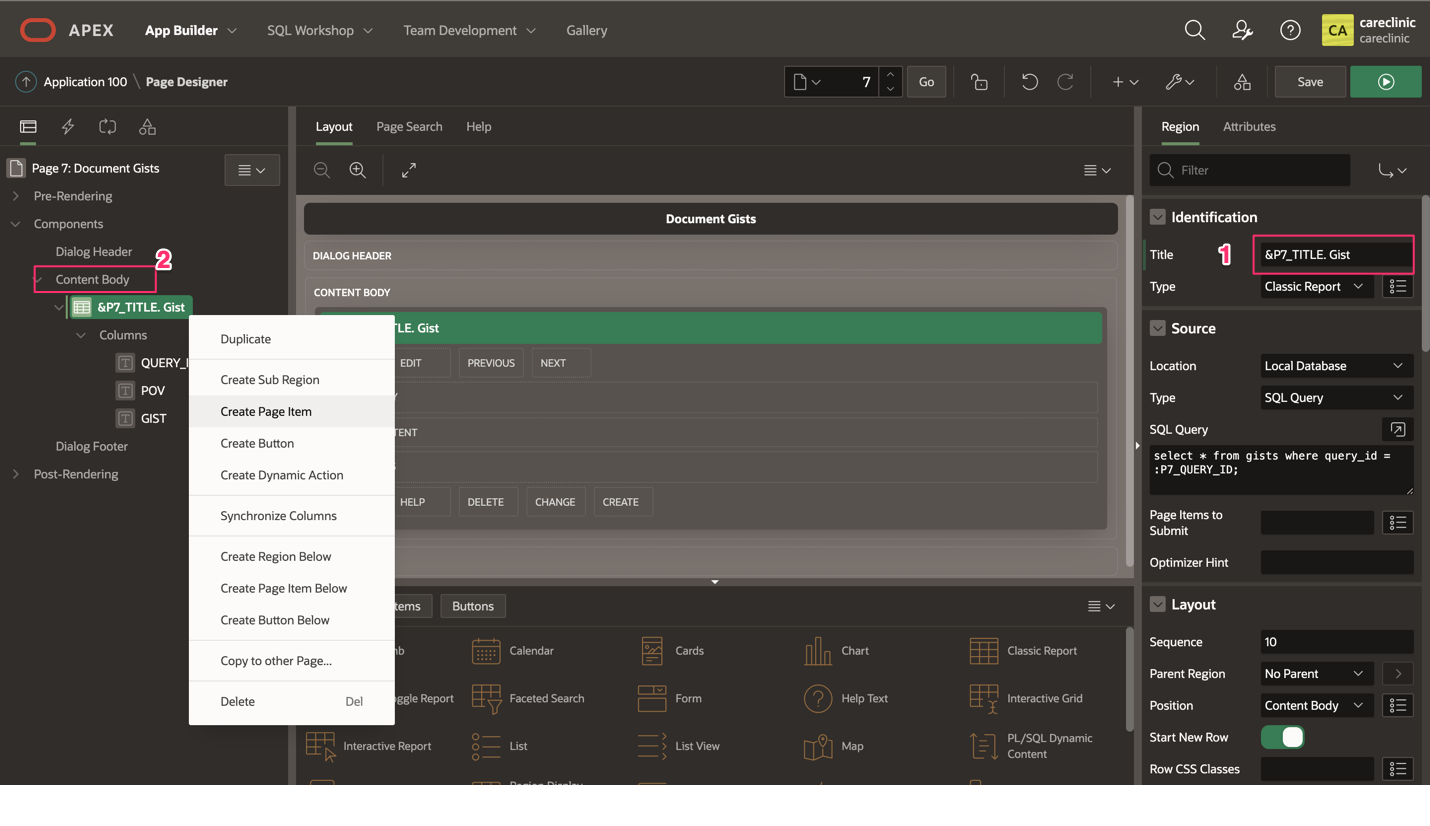 APEX
App Builder
SQL Workshop
Team Development
Gallery
CA
careclinic
careclinic
Application 100 \ Page Designer
7
Go
Save
Page 7: Document Gists
Pre-Rendering
Components
Dialog Header
2
Content Body
&P7_TITLE. Gist
Columns
QUERY_I
POV
GIST
Dialog Footer
Post-Rendering
Duplicate
Create Sub Region
Create Page Item
Create Button
Create Dynamic Action
Synchronize Columns
Create Region Below
Create Page Item Below
Create Button Below
Copy to other Page...
Delete Del
Layout
Page Search
Help
Document Gists
DIALOG HEADER
CONTENT BODY
TLE. Gist
EDIT
PREVIOUS
NEXT
Y
TENT
S
HELP
DELETE
CHANGE
CREATE
tems
Buttons
mb
Calendar
Cards
Chart
Classic Report
ggle Report
Faceted Search
Form
Help Text
Interactive Grid
Interactive Report
List
List View
Map
PL/SQL Dynamic
Content
Region Display
Region
Attributes
Filter
Identification
Title
1
&P7_TITLE. Gist
Type
Classic Report
Source
Location
Local Database
Type
SQL Query
SQL Query
select * from gists where query_id =
:P7_QUERY_ID;
Page Items to
Submit
Optimizer Hint
Layout
Sequence
10
Parent Region
No Parent
Position
Content Body
Start New Row
Row CSS Classes